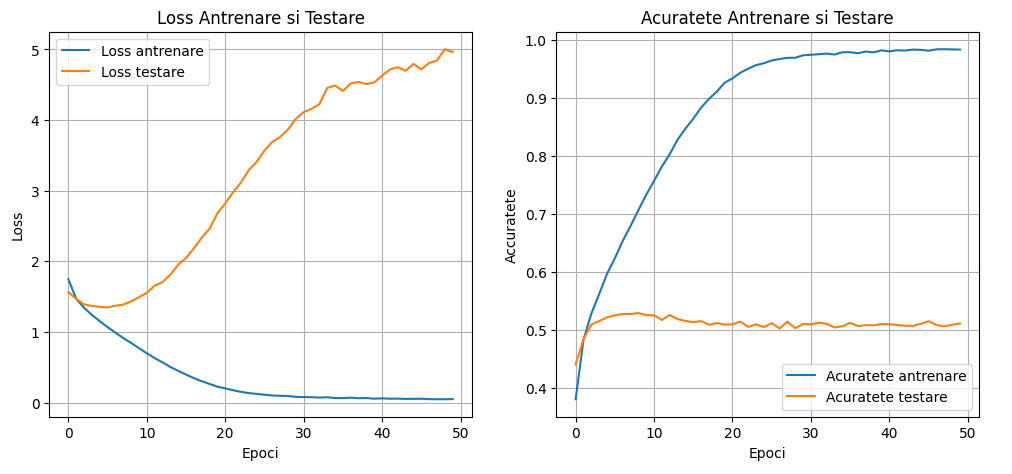 Loss Antrenare si Testare
Loss antrenare
Loss testare
5
4
3
2
1
0
Loss
0 10 20 30 40 50
Epoci
Acuratete Antrenare si Testare
1.0
0.9
0.8
0.7
0.6
0.5
0.4
Accuratete
Acuratete antrenare
Acuratete testare
0 10 20 30 40 50
Epoci